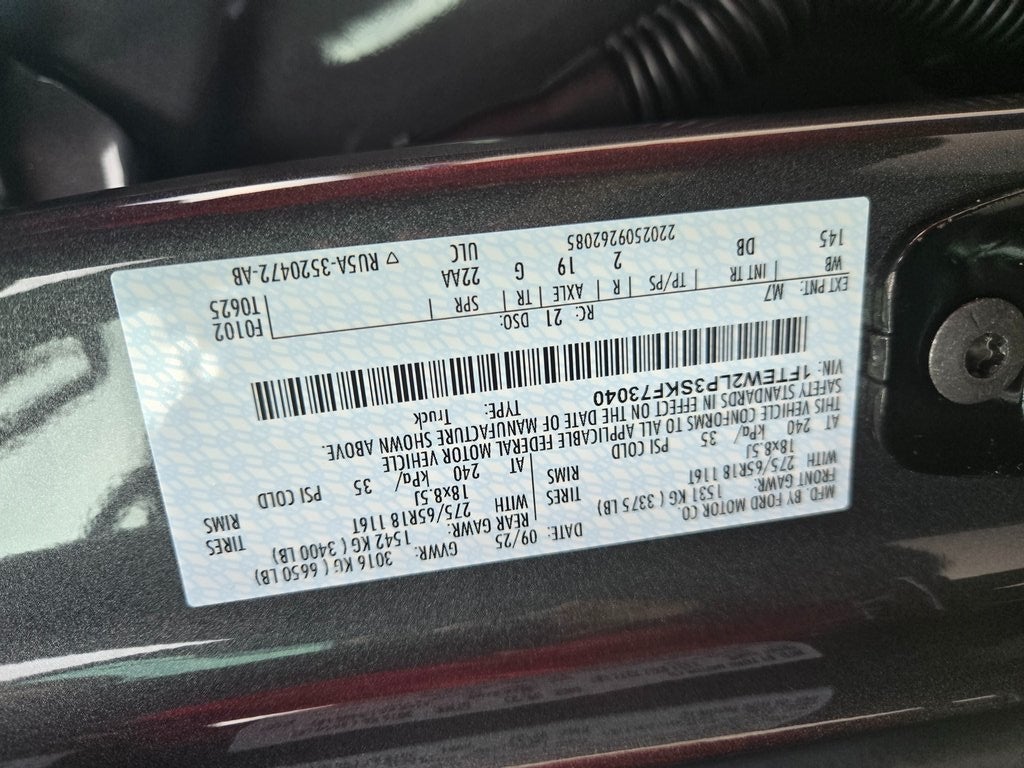 MFD. BY FORD MOTOR CO.
DATE: 09/25 GVWR: 3016 KG ( 6650 LB)
FRONT GAWR: 1531 KG ( 3375 LB) REAR GAWR: 1542 KG ( 3400 LB)
WITH 275/65R18 116T TIRES WITH 275/65R18 116T TIRES
18x8.5J RIMS 18x8.5J RIMS
AT 240 kPa/ 35 PSI COLD AT 240 kPa/ 35 PSI COLD
THIS VEHICLE CONFORMS TO ALL APPLICABLE FEDERAL MOTOR VEHICLE
SAFETY STANDARDS IN EFFECT ON THE DATE OF MANUFACTURE SHOWN ABOVE.
VIN: 1FTEW2LP3SKF73040 TYPE: Truck
F0102
T0625
EXT PNT: M7 RC: 21 DSO:
WB | INT TR | TP/PS | R | AXLE | TR | SPR
145 DB 2 19 G 22AA
2202509262085 ULC ▽ RU5A-3520472-AB